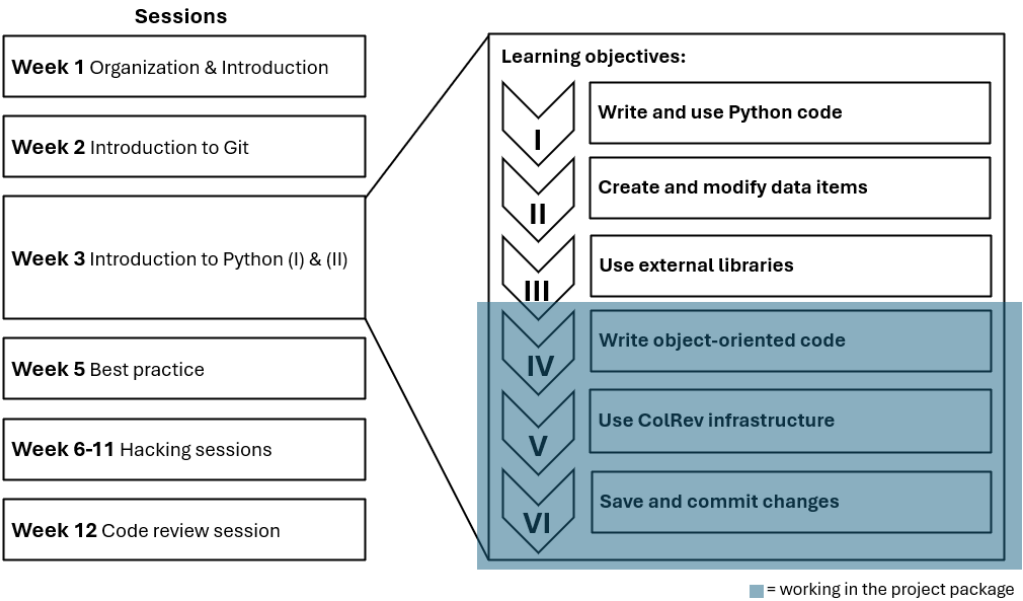 Sessions
Week 1 Organization & Introduction
Week 2 Introduction to Git
Week 3 Introduction to Python (I) & (II)
Week 5 Best practice
Week 6-11 Hacking sessions
Week 12 Code review session
Learning objectives:
I
Write and use Python code
II
Create and modify data items
III
Use external libraries
IV
Write object-oriented code
V
Use ColRev infrastructure
VI
Save and commit changes
= working in the project package